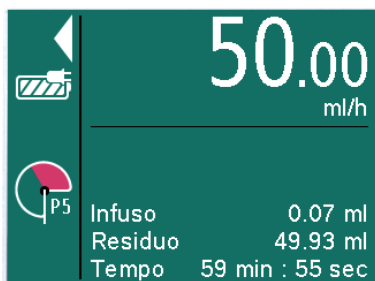 50.00
ml/h
P5
Infuso 0.07 ml
Residuo 49.93 ml
Tempo 59 min : 55 sec